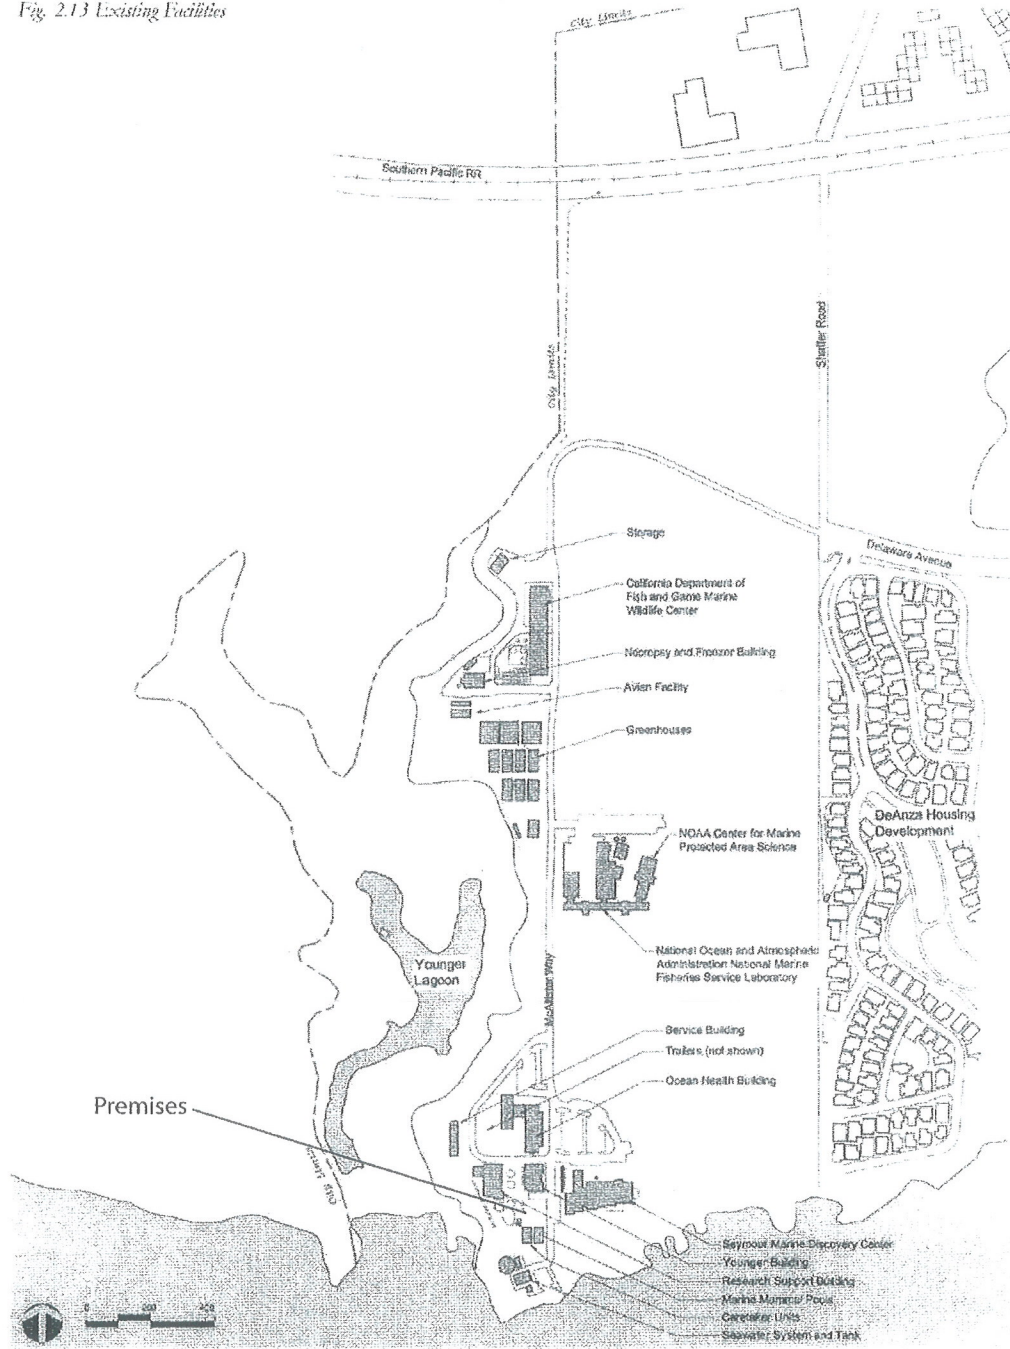 Fig. 2.13 Existing Facilities
City Limits
Southern Pacific RR
Shaffer Road
City Limits
Storage
Delaware Avenue
California Department of
Fish and Game Marine
Wildlife Center
Necropsy and Freezer Building
Avian Facility
Greenhouses
DeAnza Housing
Development
NOAA Center for Marine
Protected Area Science
National Ocean and Atmospheric
Administration National Marine
Fisheries Service Laboratory
Younger
Lagoon
McAllister Way
Service Building
Trailers (not shown)
Ocean Health Building
Premises
City Limits
Seymour Marine Discovery Center
Younger Building
Research Support Building
Marine Mammal Pools
Caretaker Units
Seawater System and Tank
0 200 400